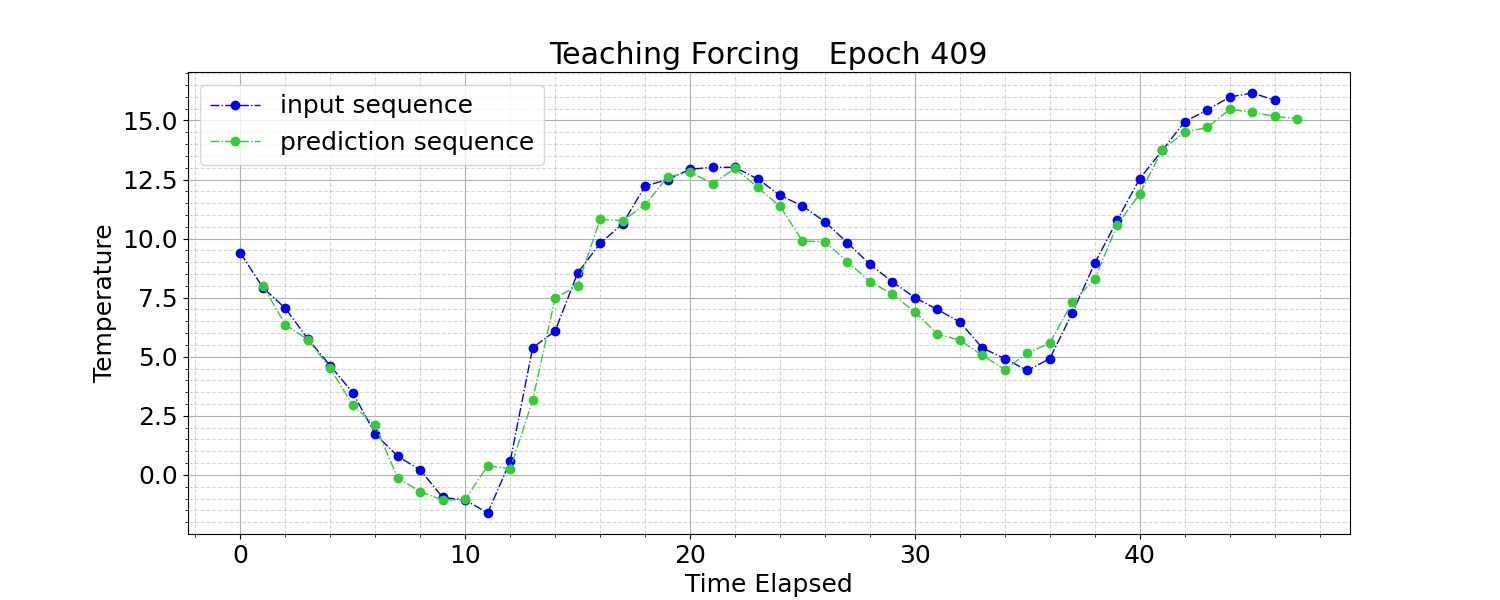 Teaching Forcing   Epoch 409
input sequence
prediction sequence
Temperature
15.0
12.5
10.0
7.5
5.0
2.5
0.0
0 10 20 30 40
Time Elapsed